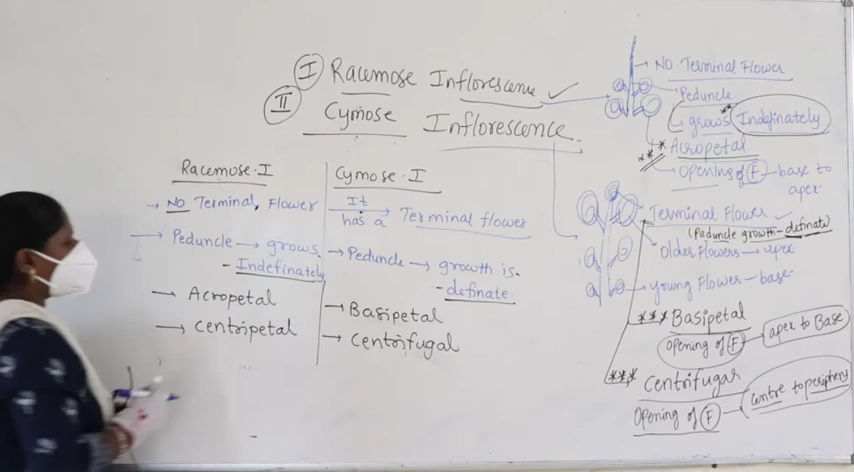 I Racemose Inflorescence ✓
II Cymose Inflorescence.
Racemose-I
→ NO Terminal, Flower
→ Peduncle → grows
- Indefinately
→ Acropetal
→ Centripetal
Cymose-I
→ It has a Terminal flower
→ Peduncle → growth is.
- definate
→ Basipetal
→ Centrifugal
→ NO Terminal Flower
→ Peduncle
→ grows Indefinately
*** Acropetal
→ Opening of F - base to
apex.
Terminal Flower ✓
(Peduncle growth - definate)
Older Flowers → apex
→ young Flower - base.
*** Basipetal
Opening of F → apex to Base
*** Centrifugar
Opening of F → Centre to periphery